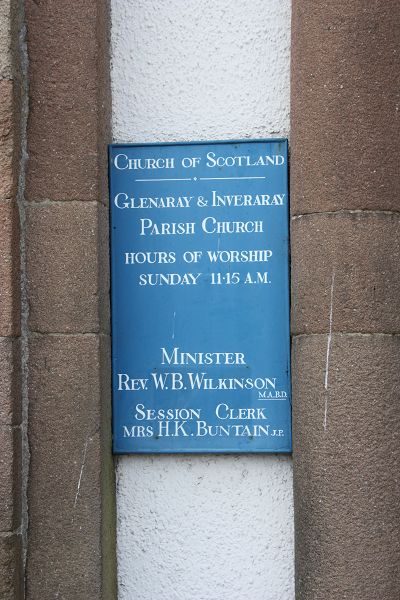 CHURCH OF SCOTLAND
GLENARAY & INVERARAY
PARISH CHURCH
HOURS OF WORSHIP
SUNDAY 11·15 A.M.
MINISTER
REV. W.B. WILKINSON
M.A.B.D.
SESSION CLERK
MRS H.K. BUNTAIN J.P.